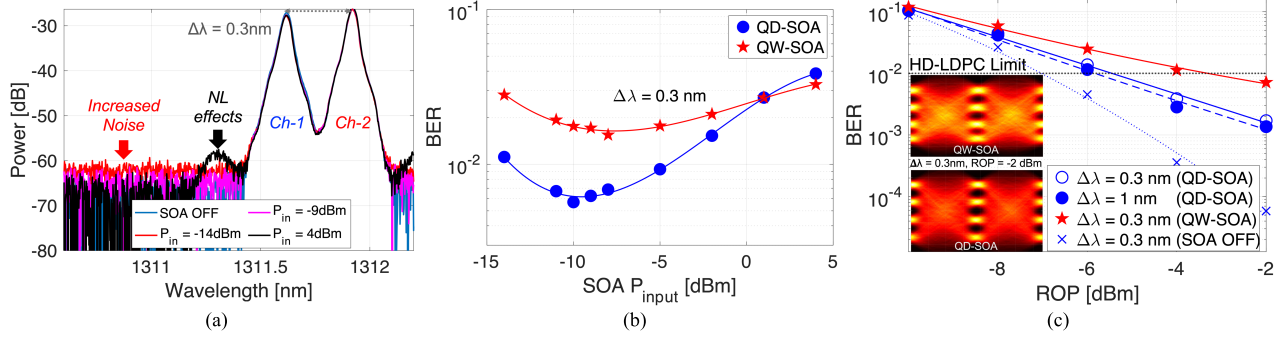 -30
-40
-50
-60
-70
-80
Power [dB]
Δλ = 0.3nm
Increased
Noise
NL
effects
Ch-1
Ch-2
SOA OFF
P_in = -14dBm
P_in = -9dBm
P_in = 4dBm
1311
1311.5
1312
Wavelength [nm]
(a)
BER
10^-1
10^-2
QD-SOA
QW-SOA
Δλ = 0.3 nm
-15
-10
-5
0
5
SOA P_input [dBm]
(b)
BER
10^-1
10^-2
10^-3
10^-4
HD-LDPC Limit
QW-SOA
Δλ = 0.3nm, ROP = -2 dBm
QD-SOA
Δλ = 0.3 nm (QD-SOA)
Δλ = 1 nm (QD-SOA)
Δλ = 0.3 nm (QW-SOA)
Δλ = 0.3 nm (SOA OFF)
-8
-6
-4
-2
ROP [dBm]
(c)